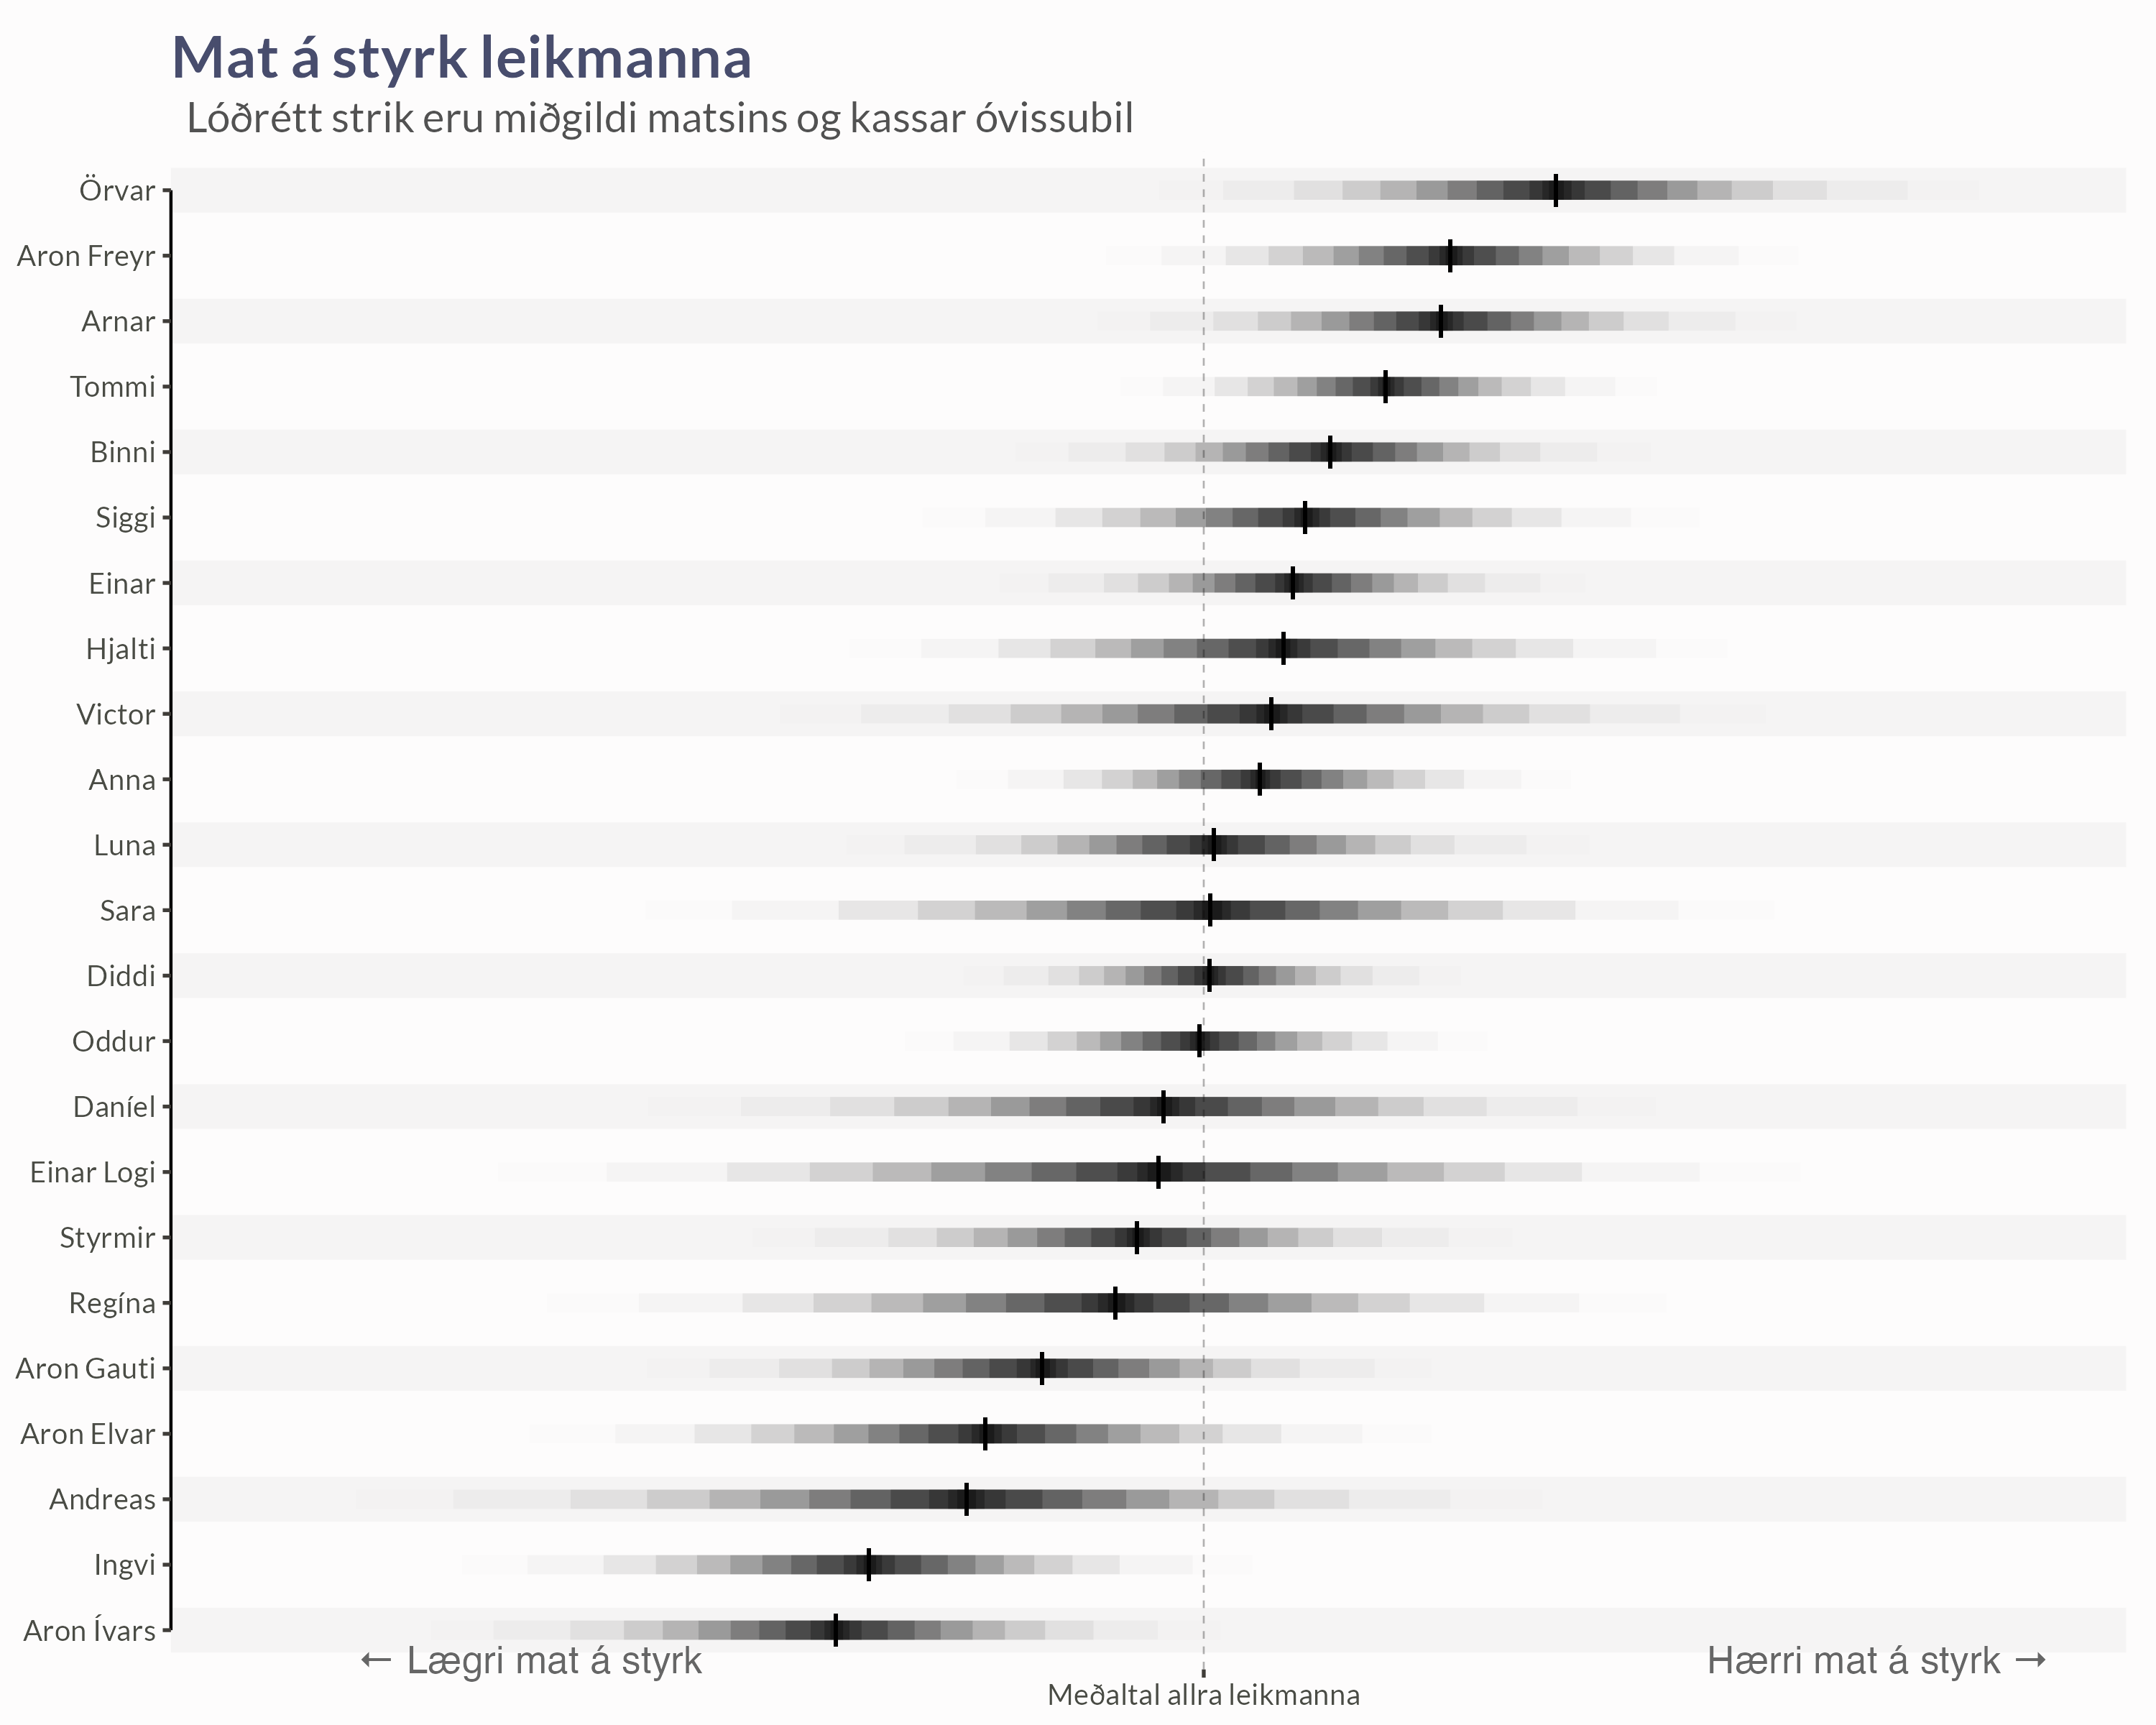 Mat á styrk leikmanna
Lóðrétt strik eru miðgildi matsins og kassar óvissubil
Örvar
Aron Freyr
Arnar
Tommi
Binni
Siggi
Einar
Hjalti
Victor
Anna
Luna
Sara
Diddi
Oddur
Daníel
Einar Logi
Styrmir
Regína
Aron Gauti
Aron Elvar
Andreas
Ingvi
Aron Ívars
← Lægri mat á styrk
Hærri mat á styrk →
Meðaltal allra leikmanna